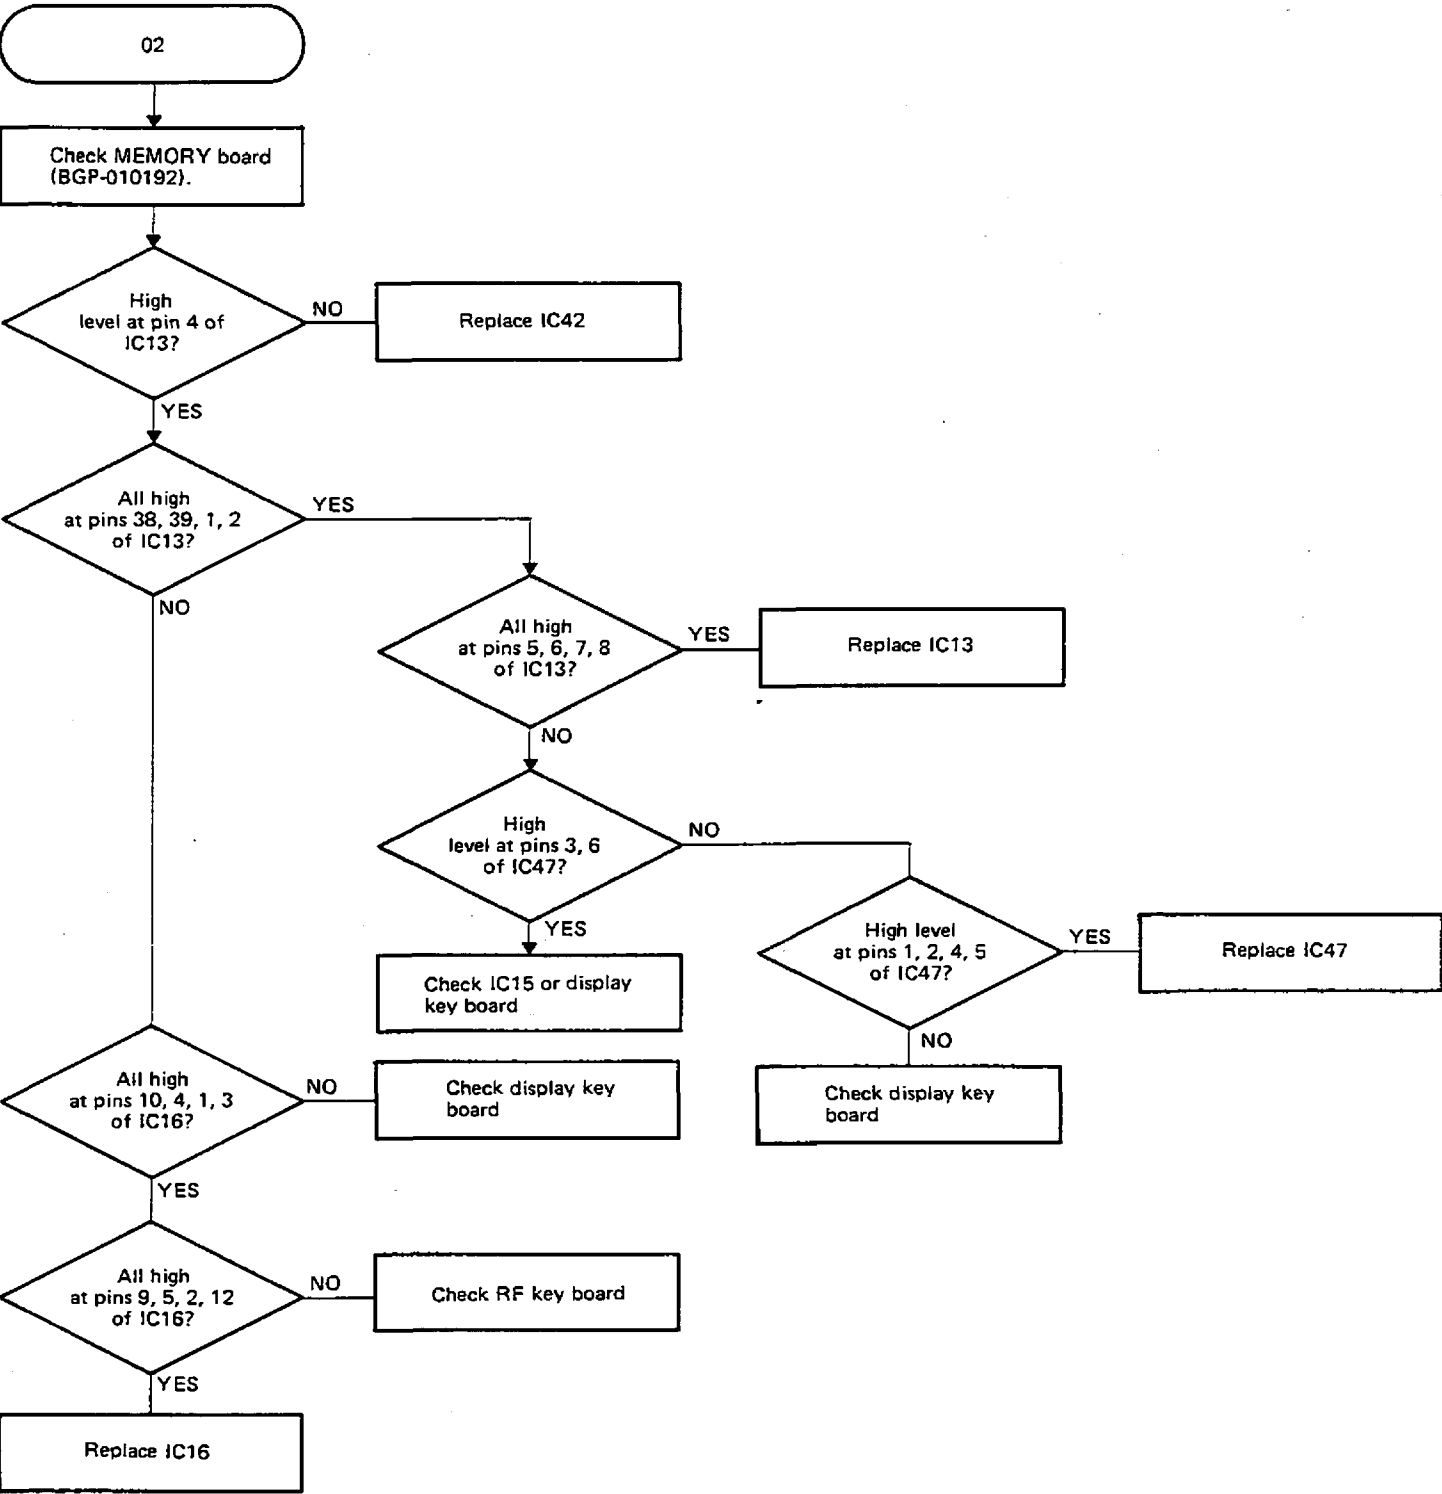 02
Check MEMORY board
(BGP-010192).
High
level at pin 4 of
IC13?
NO
Replace IC42
YES
All high
at pins 38, 39, 1, 2
of IC13?
YES
NO
All high
at pins 5, 6, 7, 8
of IC13?
YES
Replace IC13
NO
High
level at pins 3, 6
of IC47?
NO
YES
High level
at pins 1, 2, 4, 5
of IC47?
YES
Replace IC47
Check IC15 or display
key board
NO
All high
at pins 10, 4, 1, 3
of IC16?
NO
Check display key
board
Check display key
board
YES
All high
at pins 9, 5, 2, 12
of IC16?
NO
Check RF key board
YES
Replace IC16